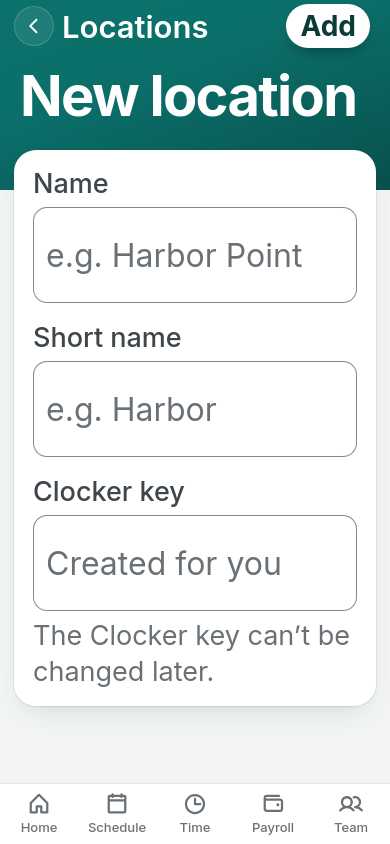 Locations
Add
New location
Name
e.g. Harbor Point
Short name
e.g. Harbor
Clocker key
Created for you
The Clocker key can’t be
changed later.
Home
Schedule
Time
Payroll
Team